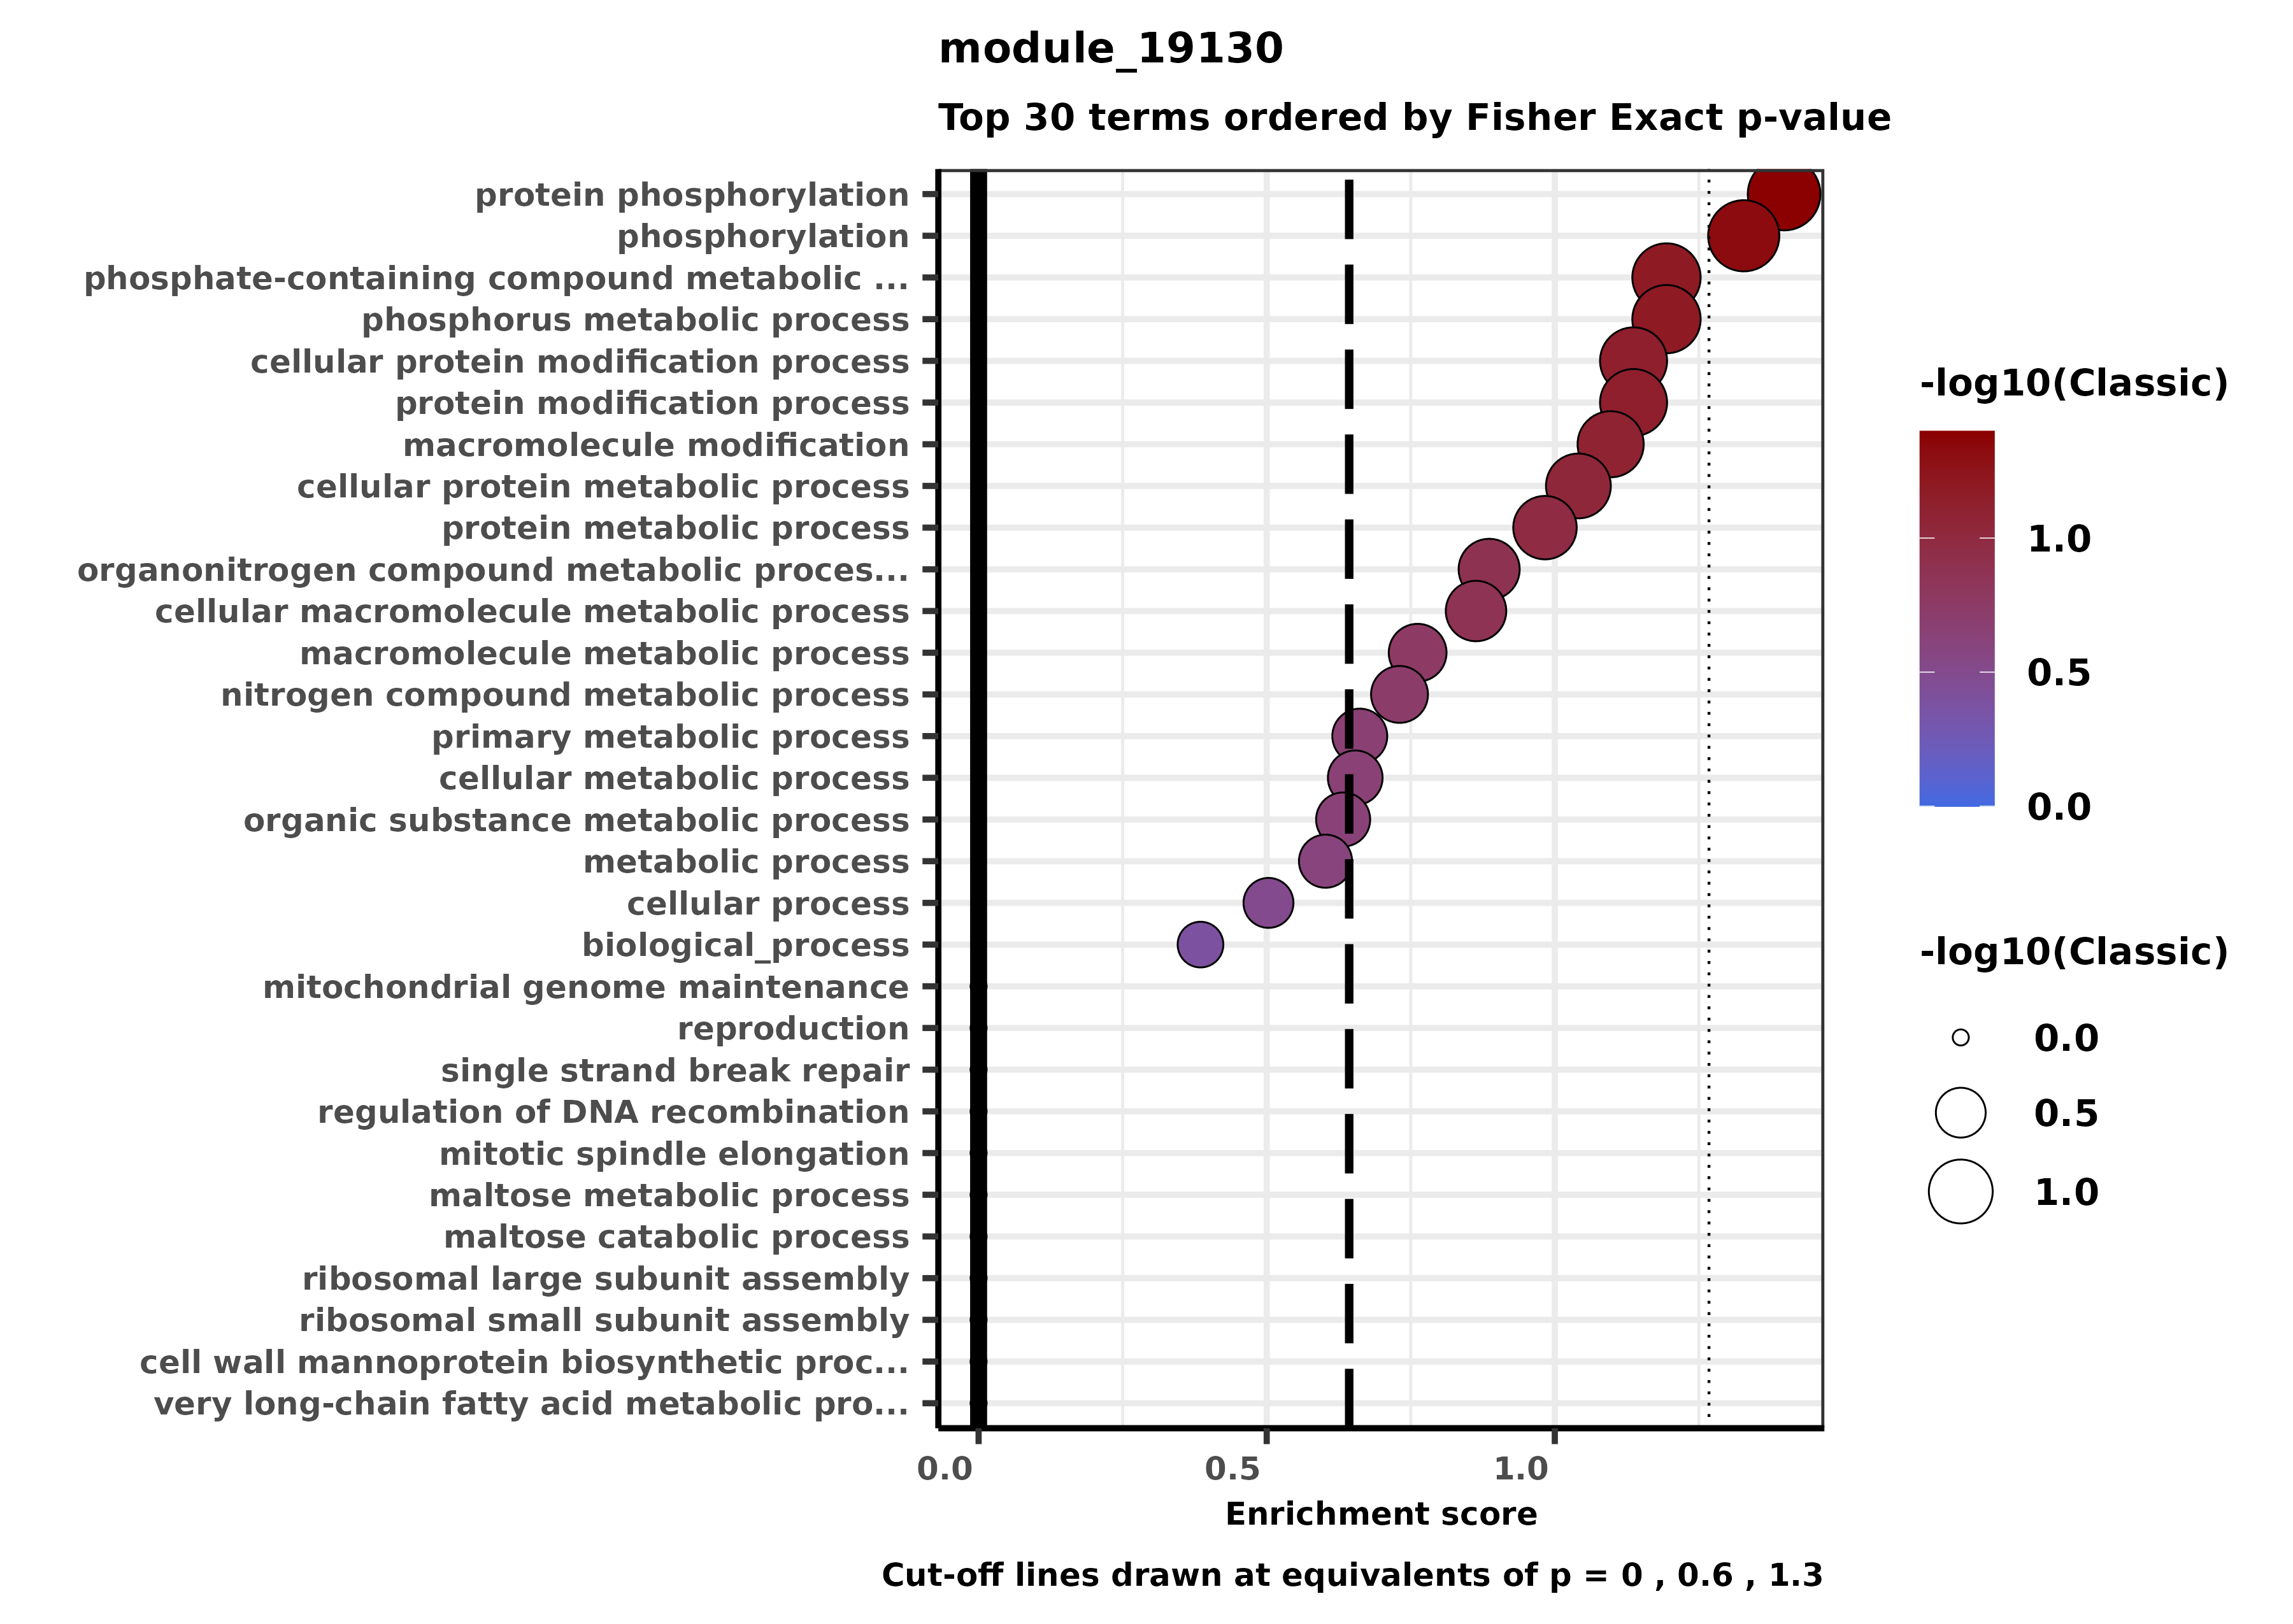 module_19130
Top 30 terms ordered by Fisher Exact p-value
protein phosphorylation
phosphorylation
phosphate-containing compound metabolic ...
phosphorus metabolic process
cellular protein modification process
protein modification process
macromolecule modification
cellular protein metabolic process
protein metabolic process
organonitrogen compound metabolic proces...
cellular macromolecule metabolic process
macromolecule metabolic process
nitrogen compound metabolic process
primary metabolic process
cellular metabolic process
organic substance metabolic process
metabolic process
cellular process
biological_process
mitochondrial genome maintenance
reproduction
single strand break repair
regulation of DNA recombination
mitotic spindle elongation
maltose metabolic process
maltose catabolic process
ribosomal large subunit assembly
ribosomal small subunit assembly
cell wall mannoprotein biosynthetic proc...
very long-chain fatty acid metabolic pro...
0.0 0.5 1.0
Enrichment score
Cut-off lines drawn at equivalents of p = 0 , 0.6 , 1.3
-log10(Classic)
1.0
0.5
0.0
-log10(Classic)
0.0
0.5
1.0